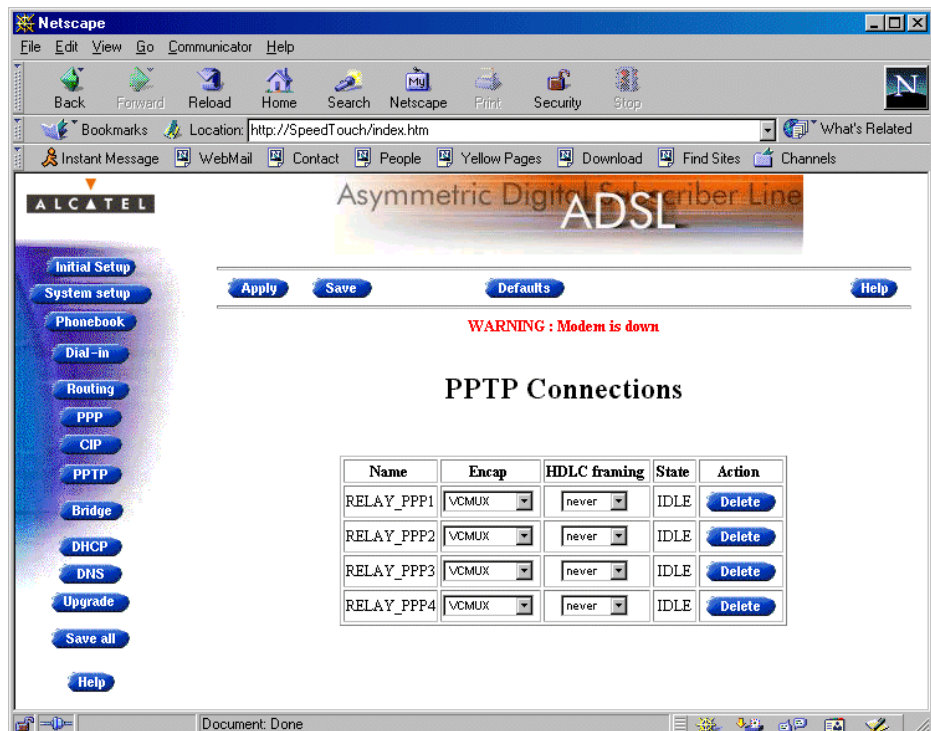 Netscape
File Edit View Go Communicator Help
Back Forward Reload Home Search Netscape Print Security Stop
My
N
Bookmarks Location: http://SpeedTouch/index.htm What's Related
Instant Message WebMail Contact People Yellow Pages Download Find Sites Channels
ALCATEL
Asymmetric Digital Subscriber Line
ADSL
Initial Setup
System setup
Phonebook
Dial-in
Routing
PPP
CIP
PPTP
Bridge
DHCP
DNS
Upgrade
Save all
Help
Apply Save Defaults Help
WARNING : Modem is down
PPTP Connections
Name Encap HDLC framing State Action
RELAY_PPP1 VCMUX never IDLE Delete
RELAY_PPP2 VCMUX never IDLE Delete
RELAY_PPP3 VCMUX never IDLE Delete
RELAY_PPP4 VCMUX never IDLE Delete
Document: Done